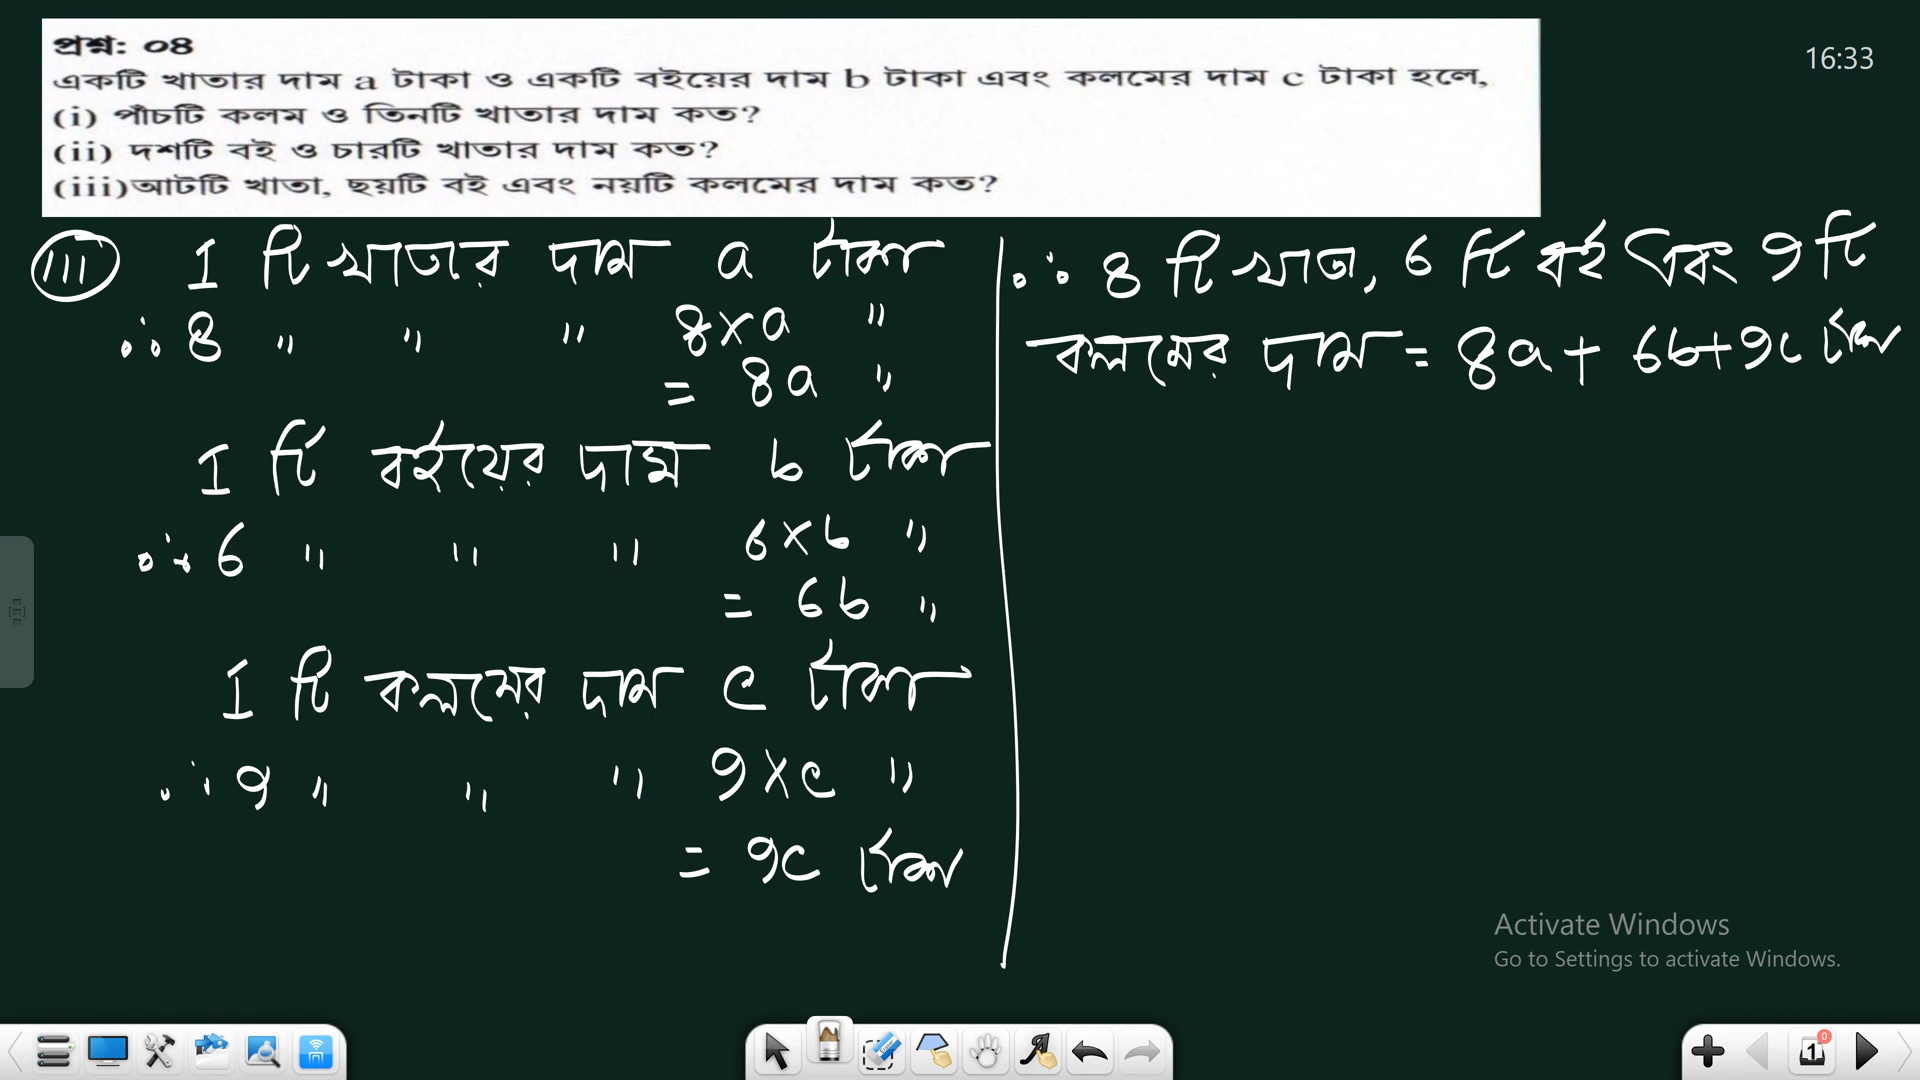 প্রশ্ন: ০৪
একটি খাতার দাম a টাকা ও একটি বইয়ের দাম b টাকা এবং কলমের দাম c টাকা হলে,
(i) পাঁচটি কলম ও তিনটি খাতার দাম কত?
(ii) দশটি বই ও চারটি খাতার দাম কত?
(iii)আটটি খাতা, ছয়টি বই এবং নয়টি কলমের দাম কত?
16:33
(iii) 1 টি খাতার দাম a টাকা
∴ 8 " " " 8×a "
= 8a "
1 টি বইয়ের দাম b টাকা
∴ 6 " " " 6×b "
= 6b "
1 টি কলমের দাম c টাকা
∴ 9 " " " 9×c "
= 9c টাকা
∴ 8 টি খাতা, 6 টি বই এবং 9 টি
কলমের দাম = 8a + 6b+9c টাকা
Activate Windows
Go to Settings to activate Windows.
1
0